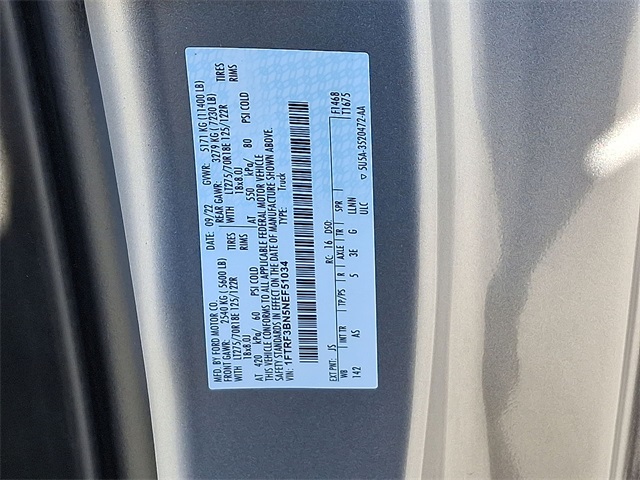 MFD. BY FORD MOTOR CO.
DATE: 09/22 GVWR: 5171 KG (11400 LB)
FRONT GAWR: 2540 KG (5600 LB) REAR GAWR: 3279 KG (7230 LB)
WITH LT275/70R18E 125/122R TIRES WITH LT275/70R18E 125/122R TIRES
18x8.0J RIMS 18x8.0J RIMS
AT 420 kPa/ 60 PSI COLD AT 550 kPa/ 80 PSI COLD
THIS VEHICLE CONFORMS TO ALL APPLICABLE FEDERAL MOTOR VEHICLE
SAFETY STANDARDS IN EFFECT ON THE DATE OF MANUFACTURE SHOWN ABOVE.
VIN: 1FTRF3BN5NEF51034 TYPE: Truck
F1468
T1675
EXT PNT: JS RC: 16 DSO:
WB INT TR TP/PS R AXLE TR SPR
142 AS 5 3E G LLMN
ULC
5U5A-3520472-AA